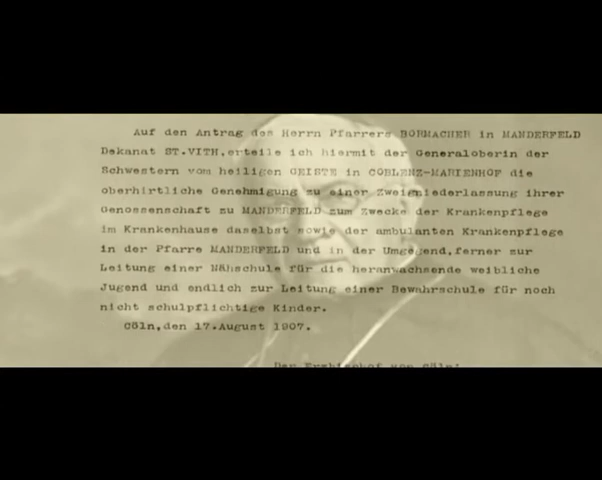 Auf den Antrag des Herrn Pfarrers BORMACHER in MANDERFELD
Dekanat ST.VITH,erteile ich hiermit der Generaloberin der
Schwestern vom heiligen GEISTE in COBLENZ-MARIENHOF die
oberhirtliche Genehmigung zu einer Zweigniederlassung ihrer
Genossenschaft zu MANDERFELD zum Zwecke der Krankenpflege
im Krankenhause daselbst sowie der ambulanten Krankenpflege
in der Pfarre MANDERFELD und in der Umgegend,ferner zur
Leitung einer Nähschule für die heranwachsende weibliche
Jugend und endlich zur Leitung einer Bewahrschule für noch
nicht schulpflichtige Kinder.
Cöln,den 17.August 1907.
Der Erzbischof von Cöln: